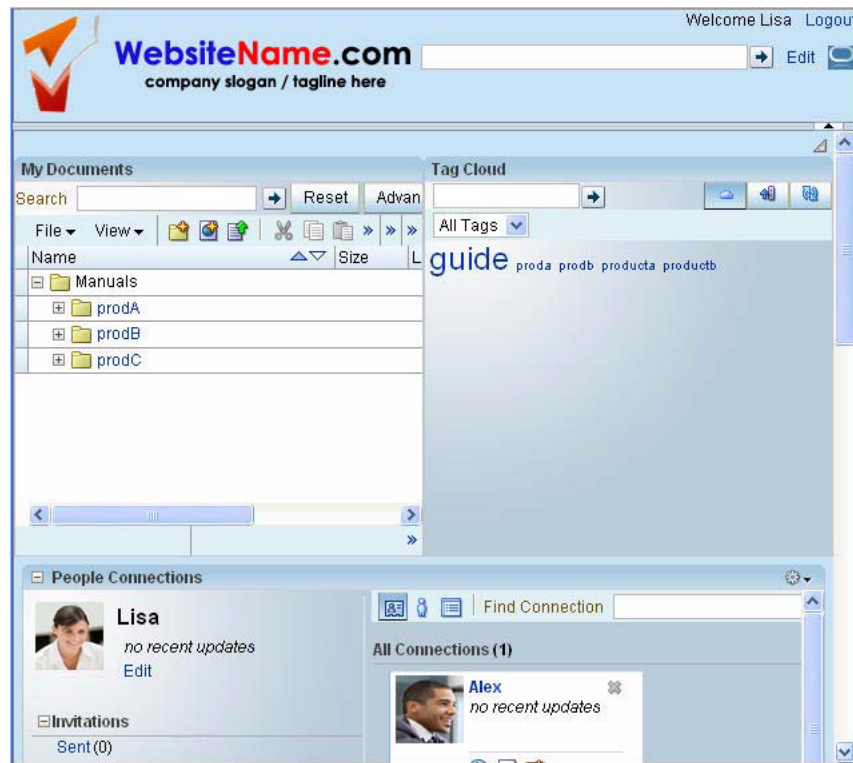 Welcome Lisa Logout
WebsiteName.com
Edit
company slogan / tagline here
My Documents
Tag Cloud
Search
Reset
Advan
File
View
All Tags
Name
Size
L
guide proda prodb producta productb
Manuals
prodA
prodB
prodC
People Connections
Lisa
no recent updates
Edit
Invitations
Sent (0)
Find Connection
All Connections (1)
Alex
no recent updates